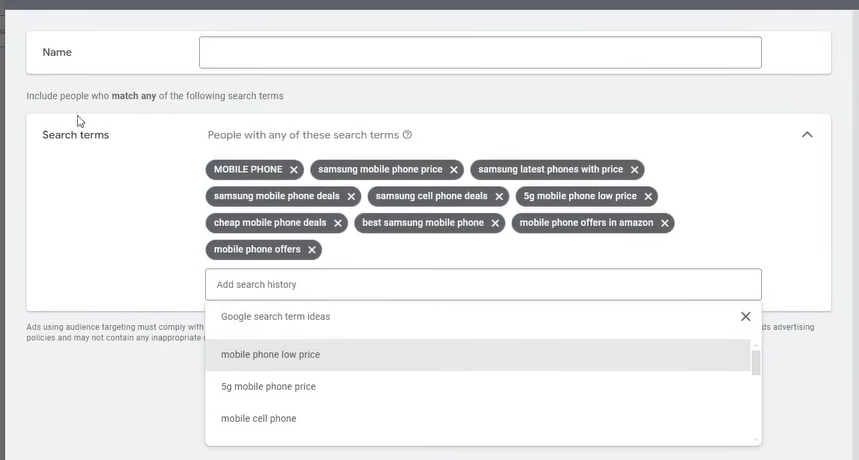 Name
Include people who match any of the following search terms
Search terms
People with any of these search terms
MOBILE PHONE
samsung mobile phone price
samsung latest phones with price
samsung mobile phone deals
samsung cell phone deals
5g mobile phone low price
cheap mobile phone deals
best samsung mobile phone
mobile phone offers in amazon
mobile phone offers
Add search history
Google search term ideas
mobile phone low price
5g mobile phone price
mobile cell phone
Ads using audience targeting must comply with
advertising
policies and may not contain any inappropriate